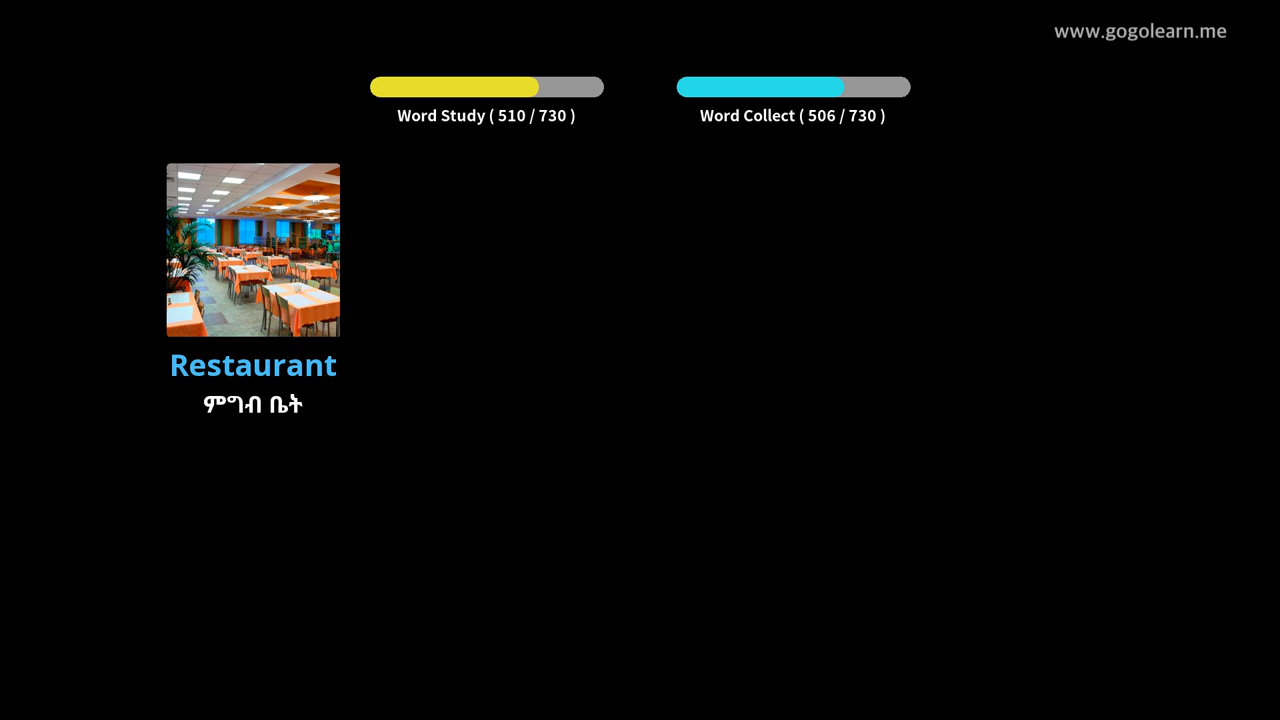 www.gogolearn.me
Word Study ( 510 / 730 )
Word Collect ( 506 / 730 )
Restaurant
ምግብ ቤት